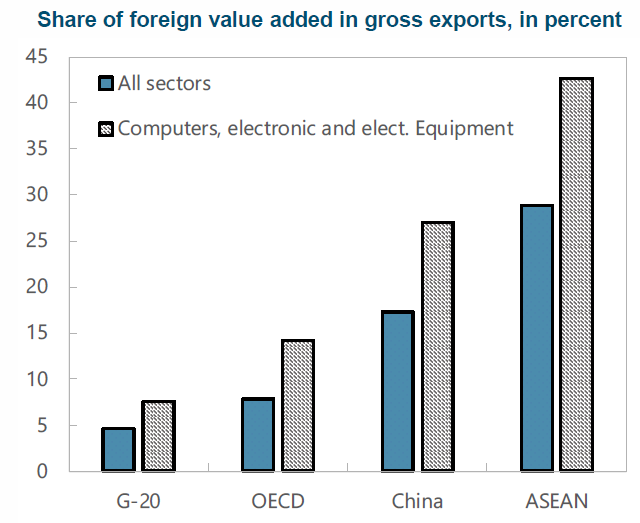 Share of foreign value added in gross exports, in percent
45
All sectors
40
Computers, electronic and elect. Equipment
35
30
25
20
15
10
5
0
G-20 OECD China ASEAN